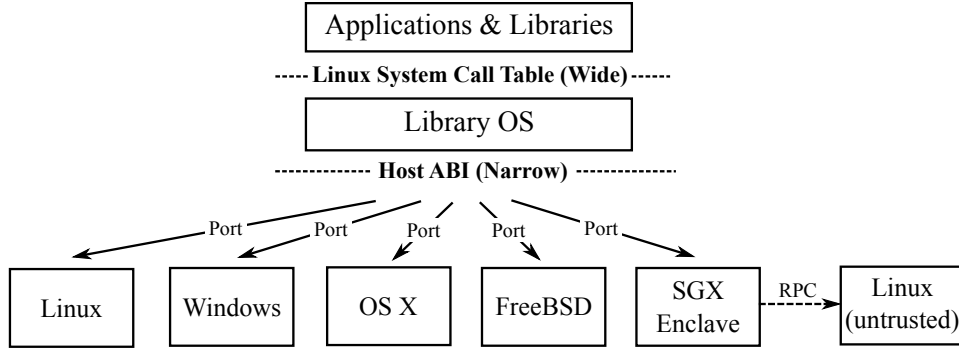 Applications & Libraries
Linux System Call Table (Wide)
Library OS
Host ABI (Narrow)
Port Port Port Port Port
Linux Windows OS X FreeBSD SGX Enclave RPC Linux (untrusted)